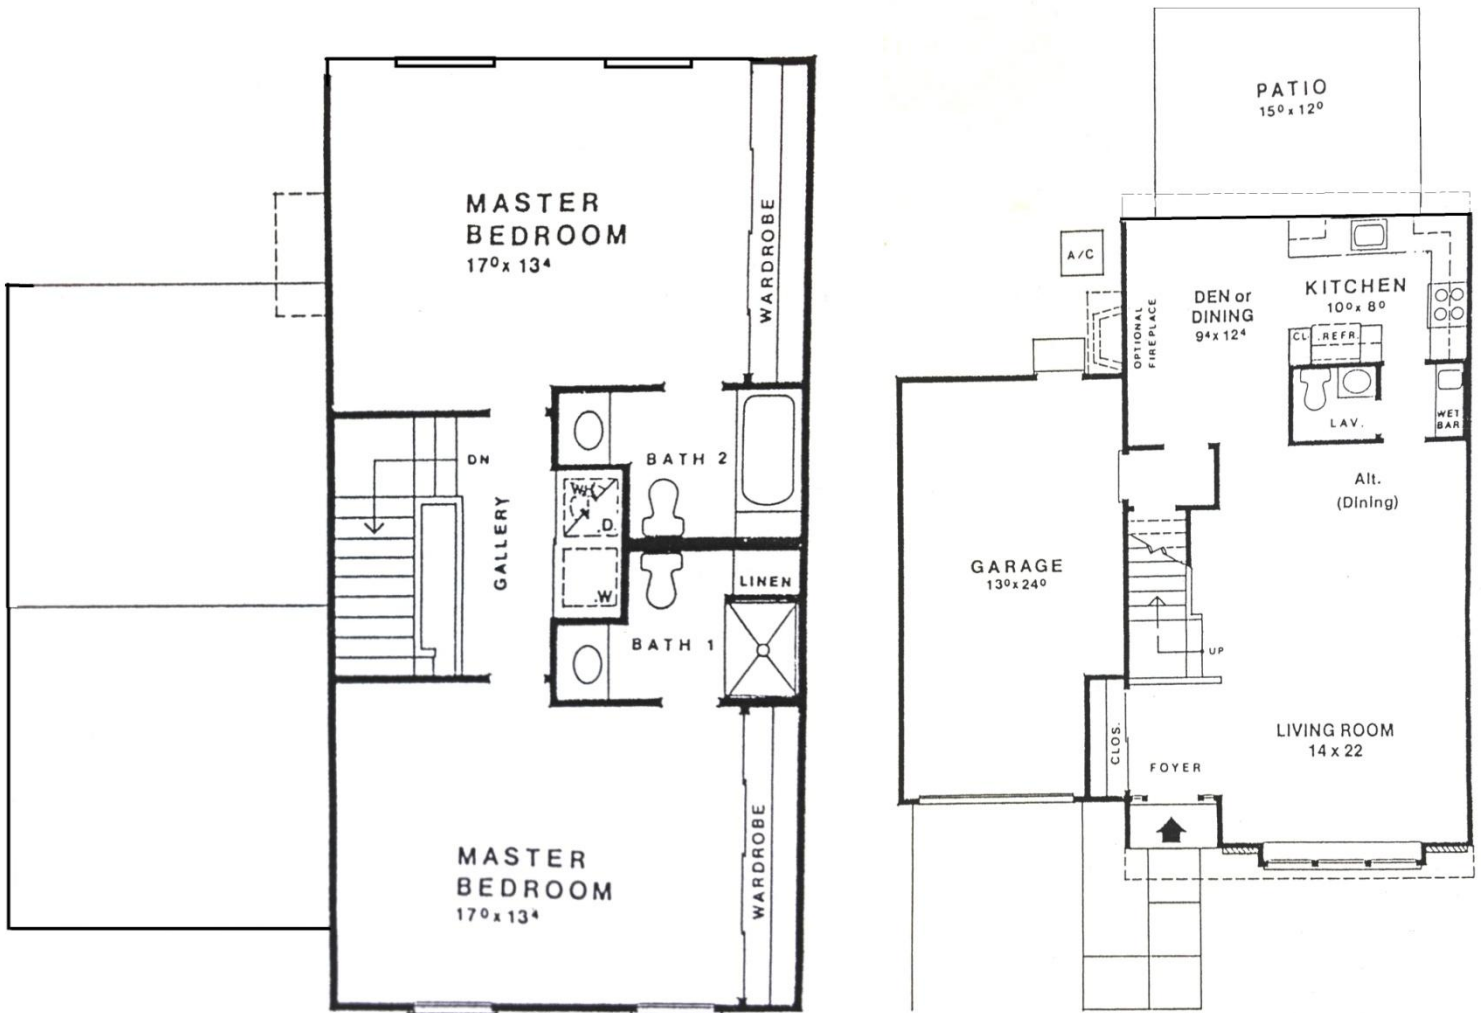 MASTER
BEDROOM
17⁰ x 13⁴
WARDROBE
DN
GALLERY
BATH 2
WH
D.
W
LINEN
BATH 1
MASTER
BEDROOM
17⁰ x 13⁴
WARDROBE
PATIO
15⁰ x 12⁰
A/C
OPTIONAL
FIREPLACE
DEN or
DINING
9⁴ x 12⁴
KITCHEN
10⁰ x 8⁰
CL.
REFR.
LAV.
WET
BAR
Alt.
(Dining)
GARAGE
13⁰ x 24⁰
UP
CLOS.
FOYER
LIVING ROOM
14 x 22